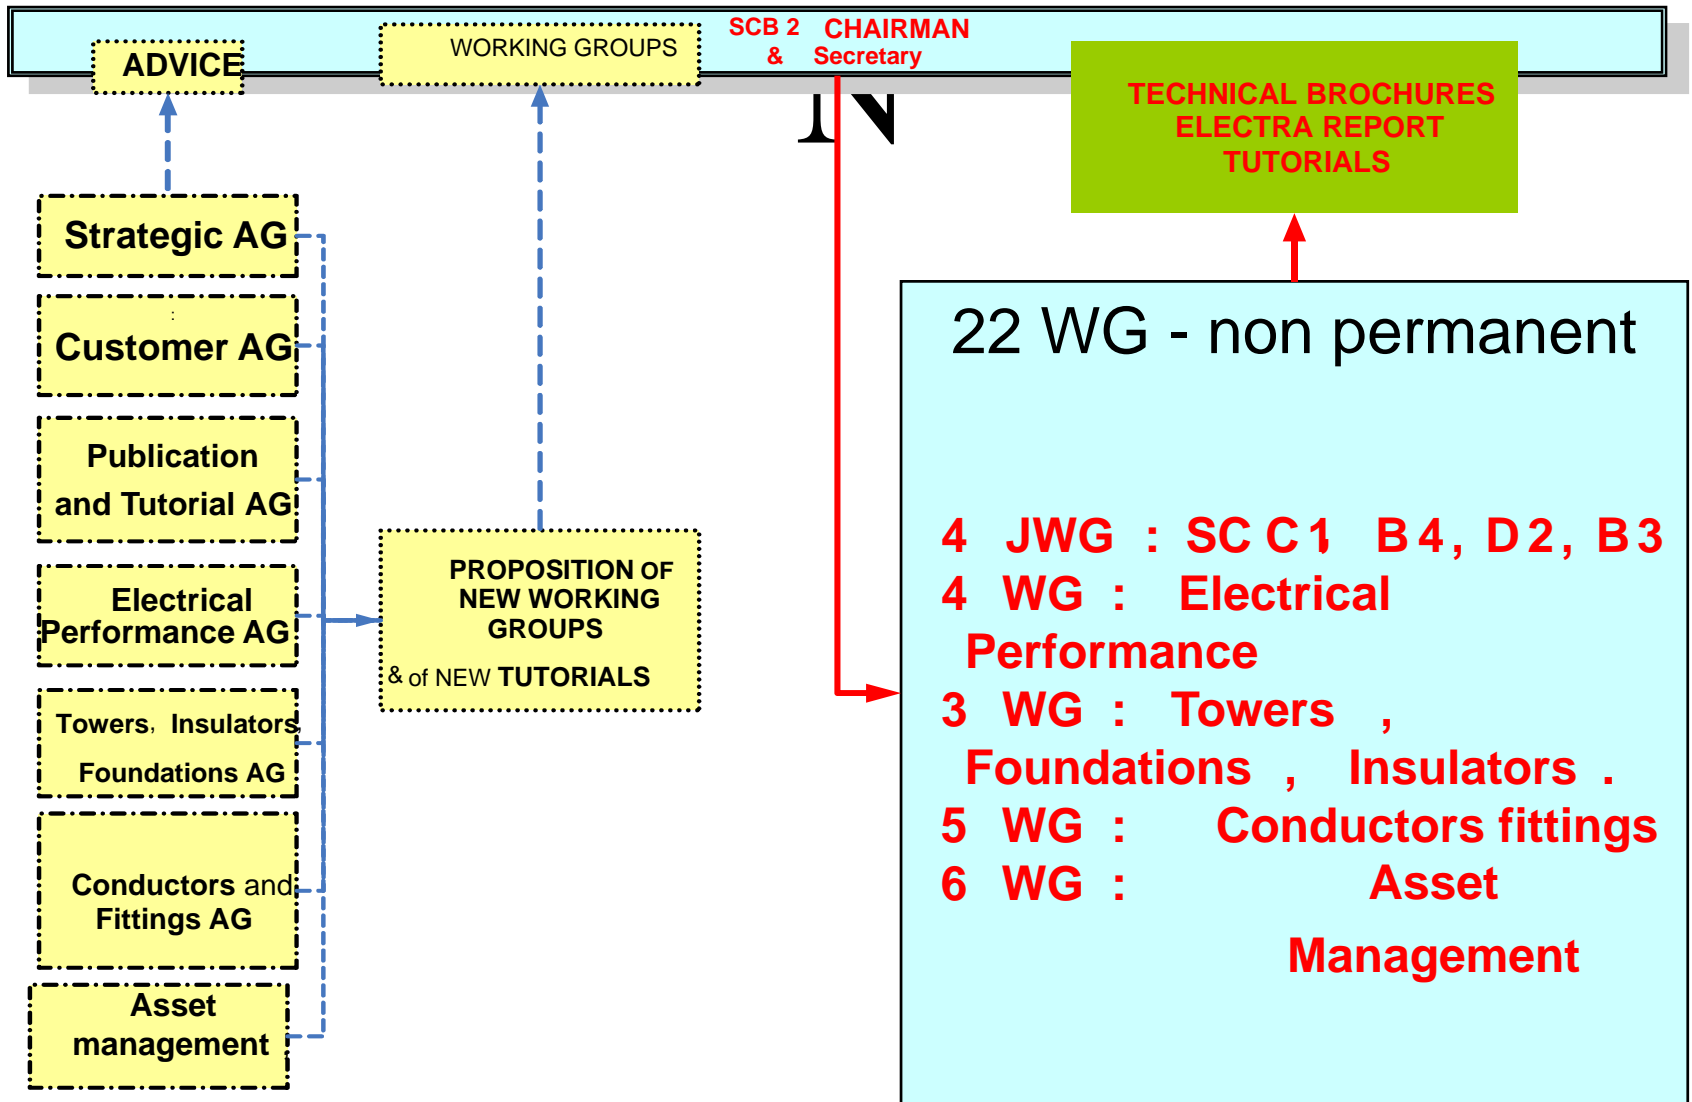 SCB 2 CHAIRMAN
& Secretary
ADVICE
WORKING GROUPS
N
TECHNICAL BROCHURES
ELECTRA REPORT
TUTORIALS
Strategic AG
:
Customer AG
Publication
and Tutorial AG
Electrical
Performance AG
Towers, Insulators,
Foundations AG
Conductors and
Fittings AG
Asset
management
PROPOSITION OF
NEW WORKING
GROUPS
& of NEW TUTORIALS
22 WG - non permanent
4 JWG : SC C1, B4, D2, B3
4 WG : Electrical
Performance
3 WG : Towers ,
Foundations , Insulators .
5 WG : Conductors fittings
6 WG : Asset
Management